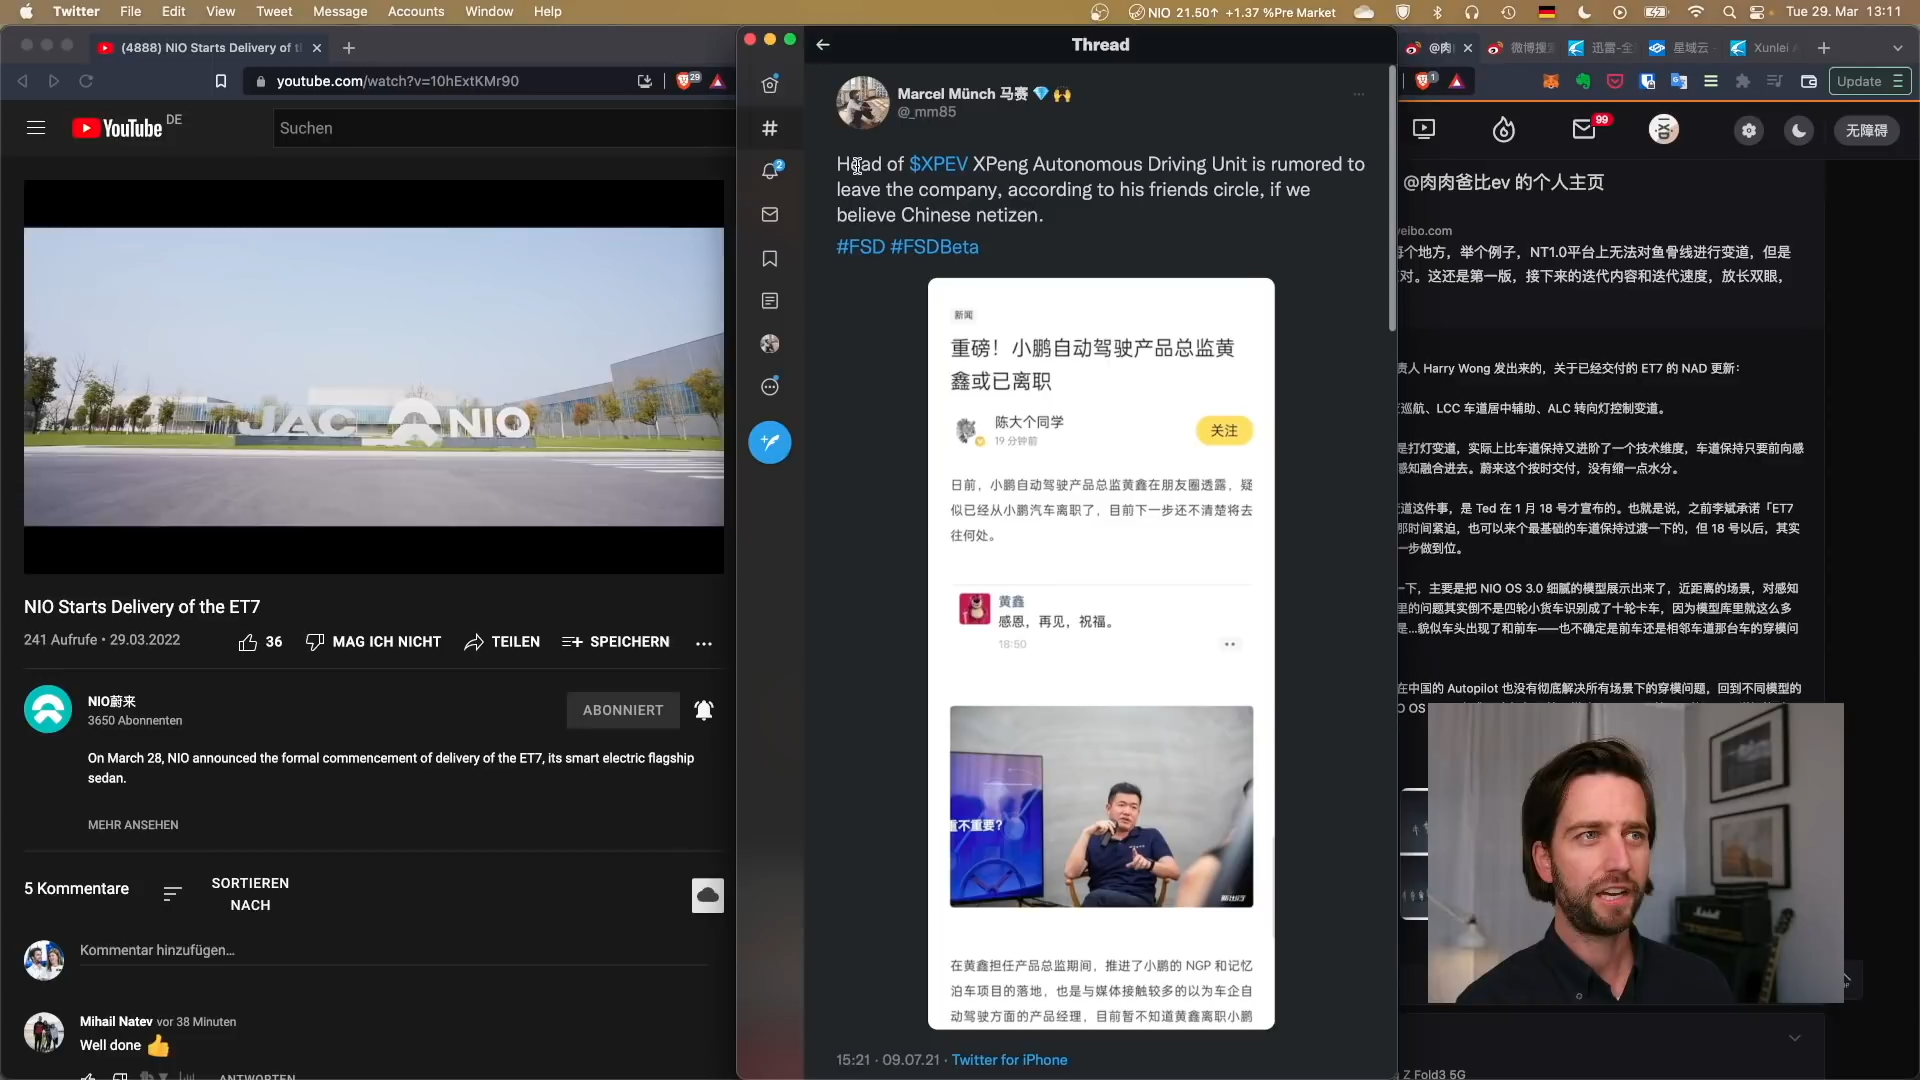 Twitter File Edit View Tweet Message Accounts Window Help
NIO 21.50↑ +1.37 %Pre Market
Tue 29. Mar 13:11
(4888) NIO Starts Delivery of t
youtube.com/watch?v=10hExtKMr90
29
YouTube DE
Suchen
JAC NIO
NIO Starts Delivery of the ET7
241 Aufrufe • 29.03.2022
36 MAG ICH NICHT TEILEN SPEICHERN
NIO蔚来
3650 Abonnenten
ABONNIERT
On March 28, NIO announced the formal commencement of delivery of the ET7, its smart electric flagship
sedan.
MEHR ANSEHEN
5 Kommentare
SORTIEREN
NACH
Kommentar hinzufügen...
Mihail Natev vor 38 Minuten
Well done 👍
ANTWORTEN
2
Thread
Marcel Münch 马赛 💎 🙌
@_mm85
Head of $XPEV XPeng Autonomous Driving Unit is rumored to
leave the company, according to his friends circle, if we
believe Chinese netizen.
#FSD #FSDBeta
新闻
重磅！小鹏自动驾驶产品总监黄
鑫或已离职
陈大个同学
19 分钟前
关注
日前，小鹏自动驾驶产品总监黄鑫在朋友圈透露，疑
似已经从小鹏汽车离职了，目前下一步还不清楚将去
往何处。
黄鑫
感恩，再见，祝福。
18:50
重不重要?
新出行
在黄鑫担任产品总监期间，推进了小鹏的 NGP 和记忆
泊车项目的落地，也是与媒体接触较多的以为车企自
动驾驶方面的产品经理，目前暂不知道黄鑫离职小鹏
15:21 · 09.07.21 · Twitter for iPhone
@肉
微博搜
迅雷-全
星域云
Xunlei
1
Update
99
无障碍
@肉肉爸比ev 的个人主页
eibo.com
每个地方，举个例子，NT1.0平台上无法对鱼骨线进行变道，但是
对。这还是第一版，接下来的迭代内容和迭代速度，放长双眼，
责人 Harry Wong 发出来的，关于已经交付的 ET7 的 NAD 更新：
巡航、LCC 车道居中辅助、ALC 转向灯控制变道。
是打灯变道，实际上比车道保持又进阶了一个技术维度，车道保持只要前向感
感知融合进去。蔚来这个按时交付，没有缩一点水分。
变道这件事，是 Ted 在 1 月 18 号才宣布的。也就是说，之前李斌承诺「ET7
那时间紧迫，也可以来个最基础的车道保持过渡一下的，但 18 号以后，其实
一步做到位。
一下，主要是把 NIO OS 3.0 细腻的模型展示出来了，近距离的场景，对感知
里的问题其实倒不是四轮小货车识别成了十轮卡车，因为模型库里就这么多
是...貌似车头出现了和前车——也不确定是前车还是相邻车道那台车的穿模问
在中国的 Autopilot 也没有彻底解决所有场景下的穿模问题，回到不同模型的
O OS
Z Fold3 5G